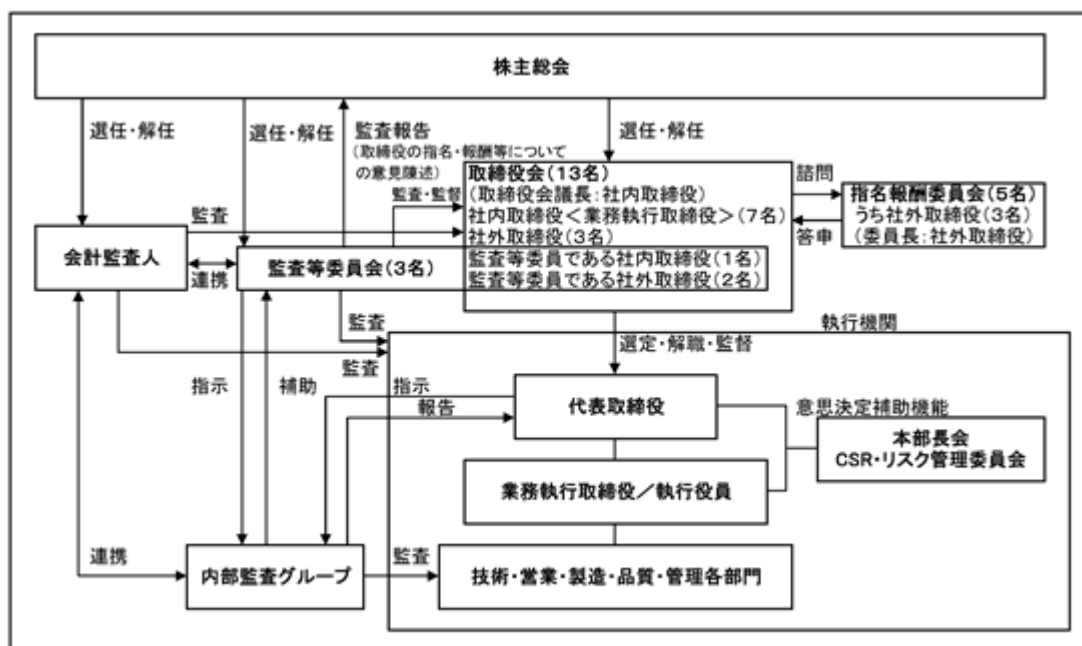 株主総会
選任・解任
選任・解任
監査報告
(取締役の指名・報酬等について
の意見陳述)
選任・解任
監査・監督
取締役会(13名)
(取締役会議長:社内取締役)
社内取締役<業務執行取締役>(7名)
社外取締役(3名)
監査等委員である社内取締役(1名)
監査等委員である社外取締役(2名)
諮問
答申
指名報酬委員会(5名)
うち社外取締役(3名)
(委員長:社外取締役)
監査
会計監査人
連携
監査等委員会(3名)
監査
監査
執行機関
選定・解職・監督
指示
補助
指示
報告
代表取締役
意思決定補助機能
本部長会
CSR・リスク管理委員会
業務執行取締役/執行役員
連携
内部監査グループ
監査
技術・営業・製造・品質・管理各部門